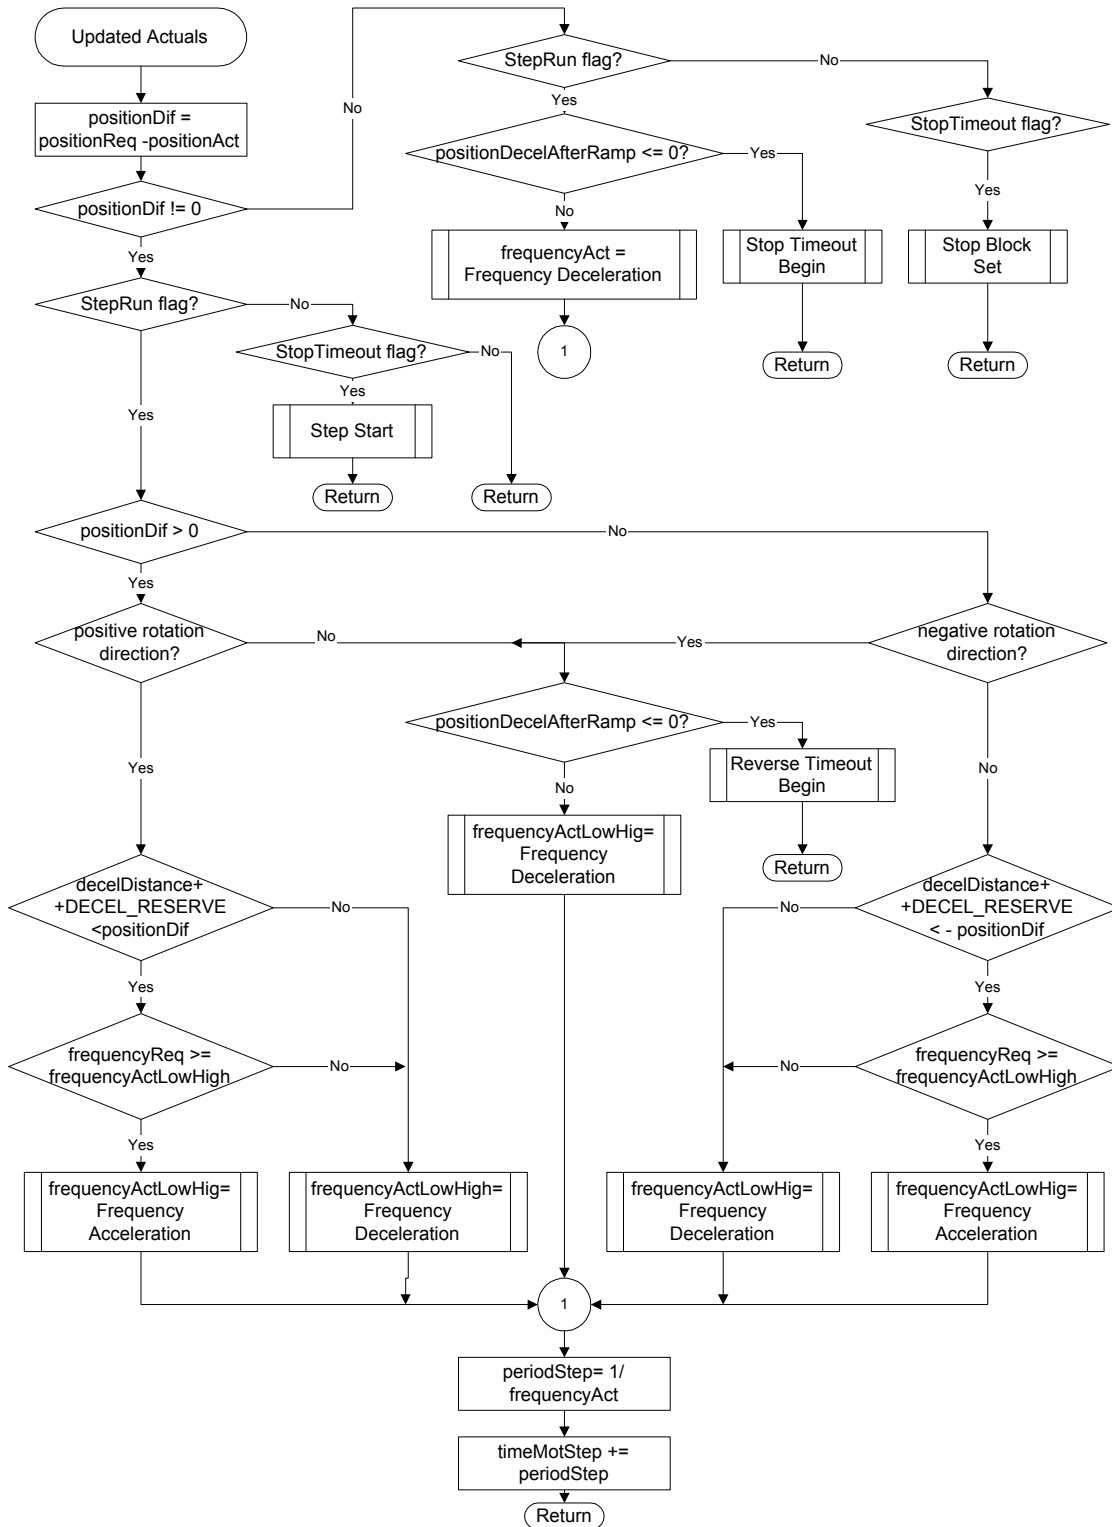 Updated Actuals
StepRun flag?
No
No
positionDif =
positionReq -positionAct
Yes
StopTimeout flag?
positionDecelAfterRamp <= 0?
Yes
positionDif != 0
Yes
No
Yes
frequencyAct =
Frequency Deceleration
Stop Timeout
Begin
Stop Block
Set
StepRun flag?
No
StopTimeout flag?
No
1
Return
Return
Yes
Yes
Step Start
Return
Return
positionDif > 0
No
Yes
positive rotation
direction?
No
Yes
negative rotation
direction?
positionDecelAfterRamp <= 0?
Yes
Yes
No
Reverse Timeout
Begin
No
frequencyActLowHig=
Frequency
Deceleration
Return
decelDistance+
+DECEL_RESERVE
<positionDif
No
No
decelDistance+
+DECEL_RESERVE
< - positionDif
Yes
Yes
frequencyReq >=
frequencyActLowHigh
No
No
frequencyReq >=
frequencyActLowHigh
Yes
Yes
frequencyActLowHig=
Frequency
Acceleration
frequencyActLowHigh=
Frequency
Deceleration
frequencyActLowHig=
Frequency
Deceleration
frequencyActLowHig=
Frequency
Acceleration
1
periodStep= 1/
frequencyAct
timeMotStep +=
periodStep
Return